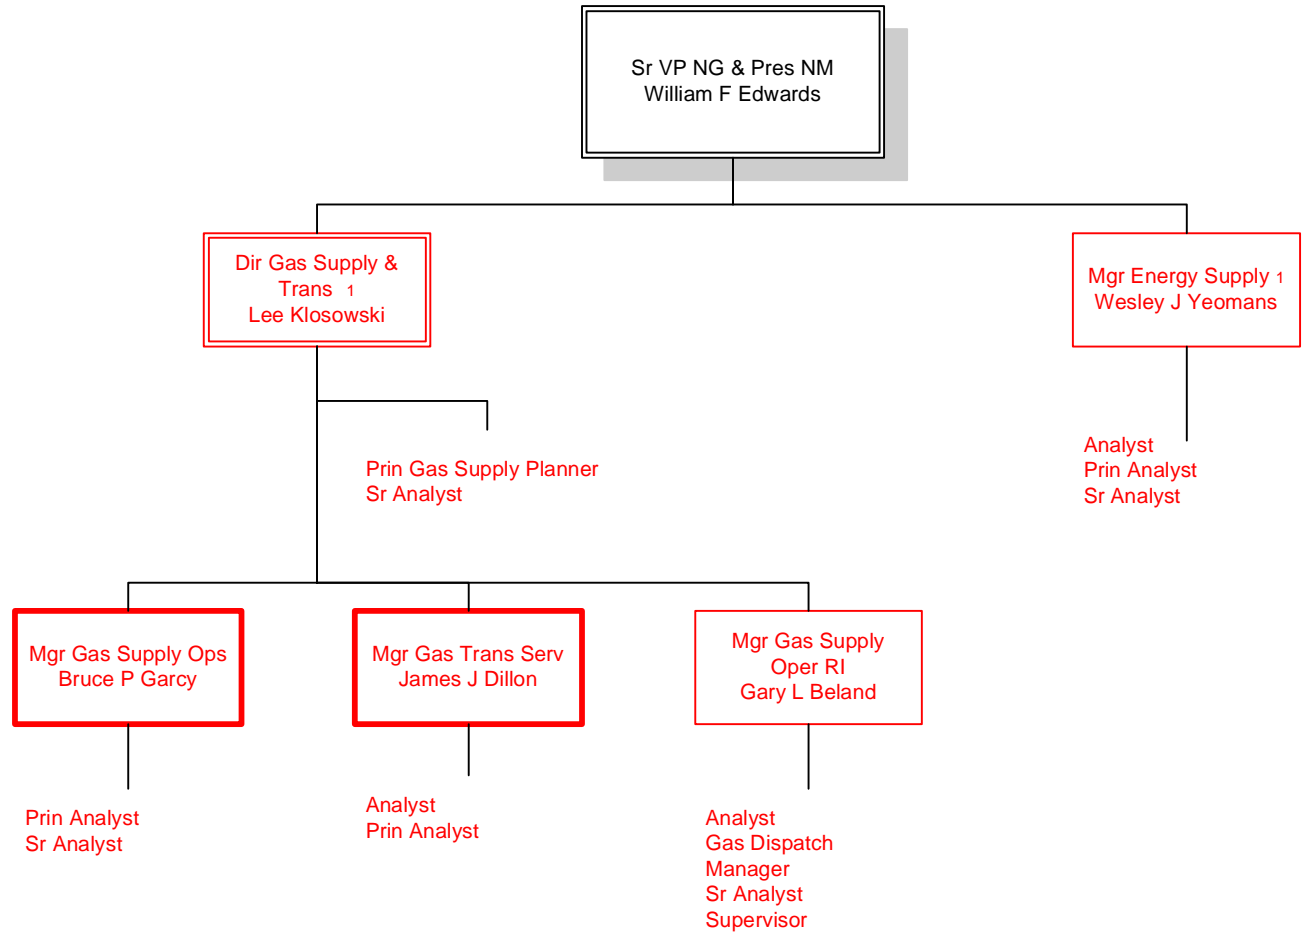 Sr VP NG & Pres NM
William F Edwards
Dir Gas Supply &
Trans 1
Lee Klosowski
Mgr Energy Supply 1
Wesley J Yeomans
Prin Gas Supply Planner
Sr Analyst
Analyst
Prin Analyst
Sr Analyst
Mgr Gas Supply Ops
Bruce P Garcy
Mgr Gas Trans Serv
James J Dillon
Mgr Gas Supply
Oper RI
Gary L Beland
Prin Analyst
Sr Analyst
Analyst
Prin Analyst
Analyst
Gas Dispatch
Manager
Sr Analyst
Supervisor